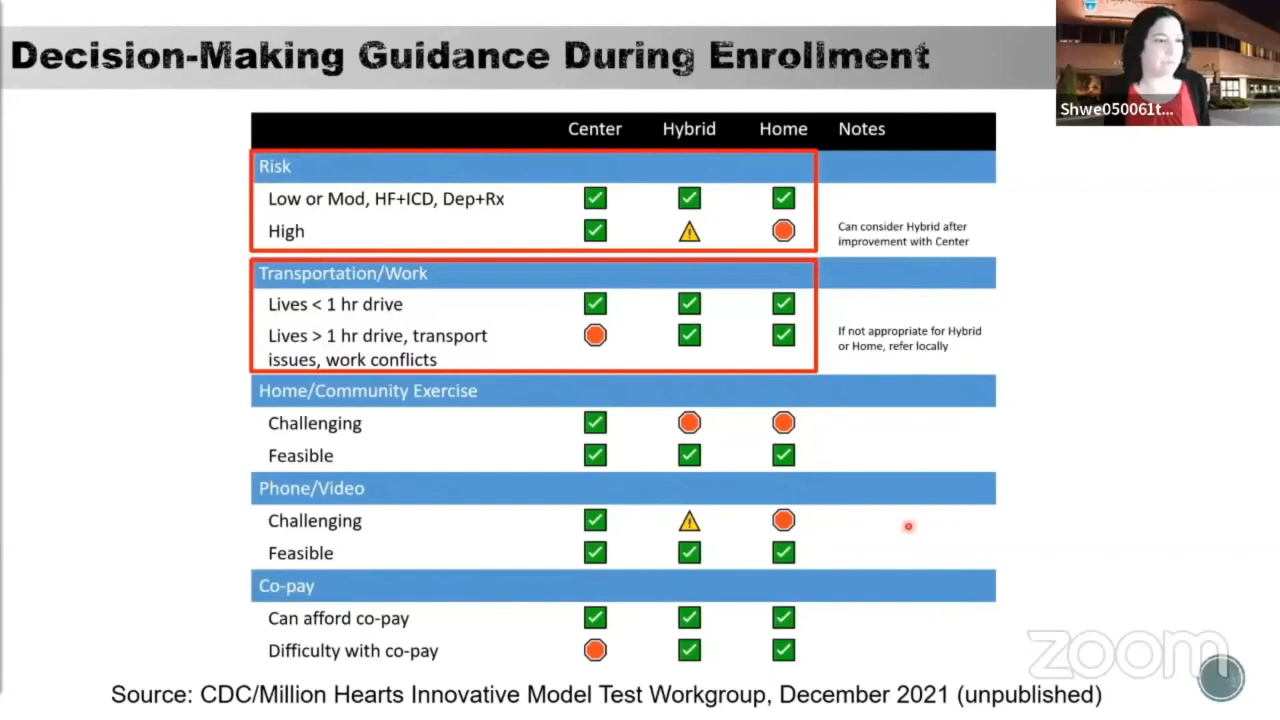 Decision-Making Guidance During Enrollment
Shwe050061t...
Center Hybrid Home Notes
Risk
Low or Mod, HF+ICD, Dep+Rx
High
Can consider Hybrid after
improvement with Center
Transportation/Work
Lives < 1 hr drive
Lives > 1 hr drive, transport
issues, work conflicts
If not appropriate for Hybrid
or Home, refer locally
Home/Community Exercise
Challenging
Feasible
Phone/Video
Challenging
Feasible
Co-pay
Can afford co-pay
Difficulty with co-pay
zoom
Source: CDC/Million Hearts Innovative Model Test Workgroup, December 2021 (unpublished)